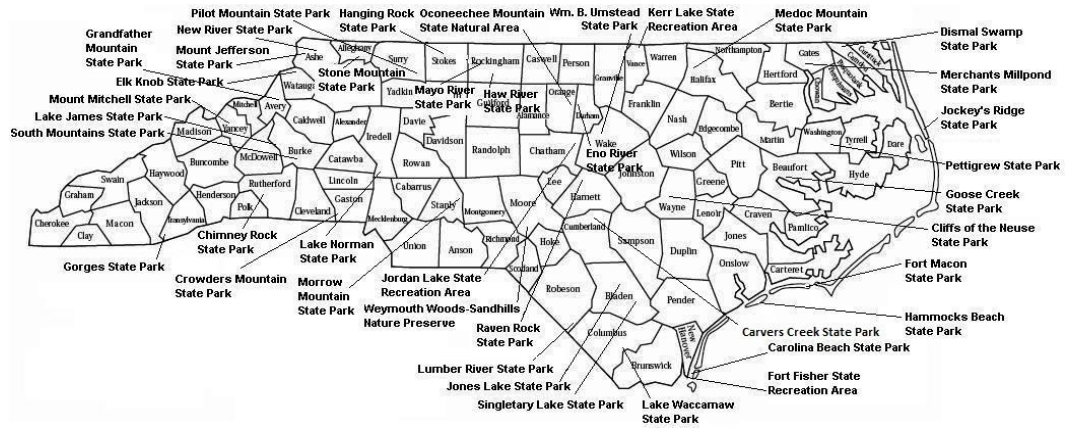 Pilot Mountain State Park
Hanging Rock
State Park
Oconeechee Mountain
State Natural Area
Wm. B. Umstead
State Park
Kerr Lake State
Recreation Area
Medoc Mountain
State Park
New River State Park
Grandfather
Mountain
State Park
Mount Jefferson
State Park
Elk Knob State Park
Mount Mitchell State Park
Lake James State Park
South Mountains State Park
Stone Mountain
State Park
Mayo River
State Park
Haw River
State Park
Eno River
State Park
Dismal Swamp
State Park
Merchants Millpond
State Park
Jockey's Ridge
State Park
Pettigrew State Park
Goose Creek
State Park
Cliffs of the Neuse
State Park
Fort Macon
State Park
Hammocks Beach
State Park
Carvers Creek State Park
Carolina Beach State Park
Fort Fisher State
Recreation Area
Lake Waccamaw
State Park
Singletary Lake State Park
Jones Lake State Park
Lumber River State Park
Raven Rock
State Park
Weymouth Woods-Sandhills
Nature Preserve
Jordan Lake State
Recreation Area
Morrow
Mountain
State Park
Lake Norman
State Park
Crowders Mountain
State Park
Chimney Rock
State Park
Gorges State Park
Ashe
Alleghany
Surry
Stokes
Rockingham
Caswell
Person
Granville
Vance
Warren
Northampton
Gates
Currituck
Camden
Hertford
Halifax
Bertie
Chowan
Watauga
Yadkin
Guilford
Alamance
Orange
Durham
Franklin
Nash
Edgecombe
Martin
Washington
Tyrrell
Dare
Mitchell
Avery
Caldwell
Alexander
Iredell
Davie
Davidson
Randolph
Chatham
Wake
Wilson
Pitt
Beaufort
Hyde
Madison
Yancey
Burke
McDowell
Catawba
Rowan
Johnston
Greene
Buncombe
Haywood
Swain
Graham
Jackson
Henderson
Rutherford
Lincoln
Cabarrus
Lee
Harnett
Wayne
Lenoir
Craven
Pamlico
Cherokee
Clay
Macon
Transylvania
Polk
Cleveland
Gaston
Mecklenburg
Stanly
Montgomery
Moore
Cumberland
Sampson
Duplin
Jones
Carteret
Onslow
Union
Anson
Richmond
Scotland
Hoke
Robeson
Bladen
Pender
Columbus
Brunswick
New
Hanover